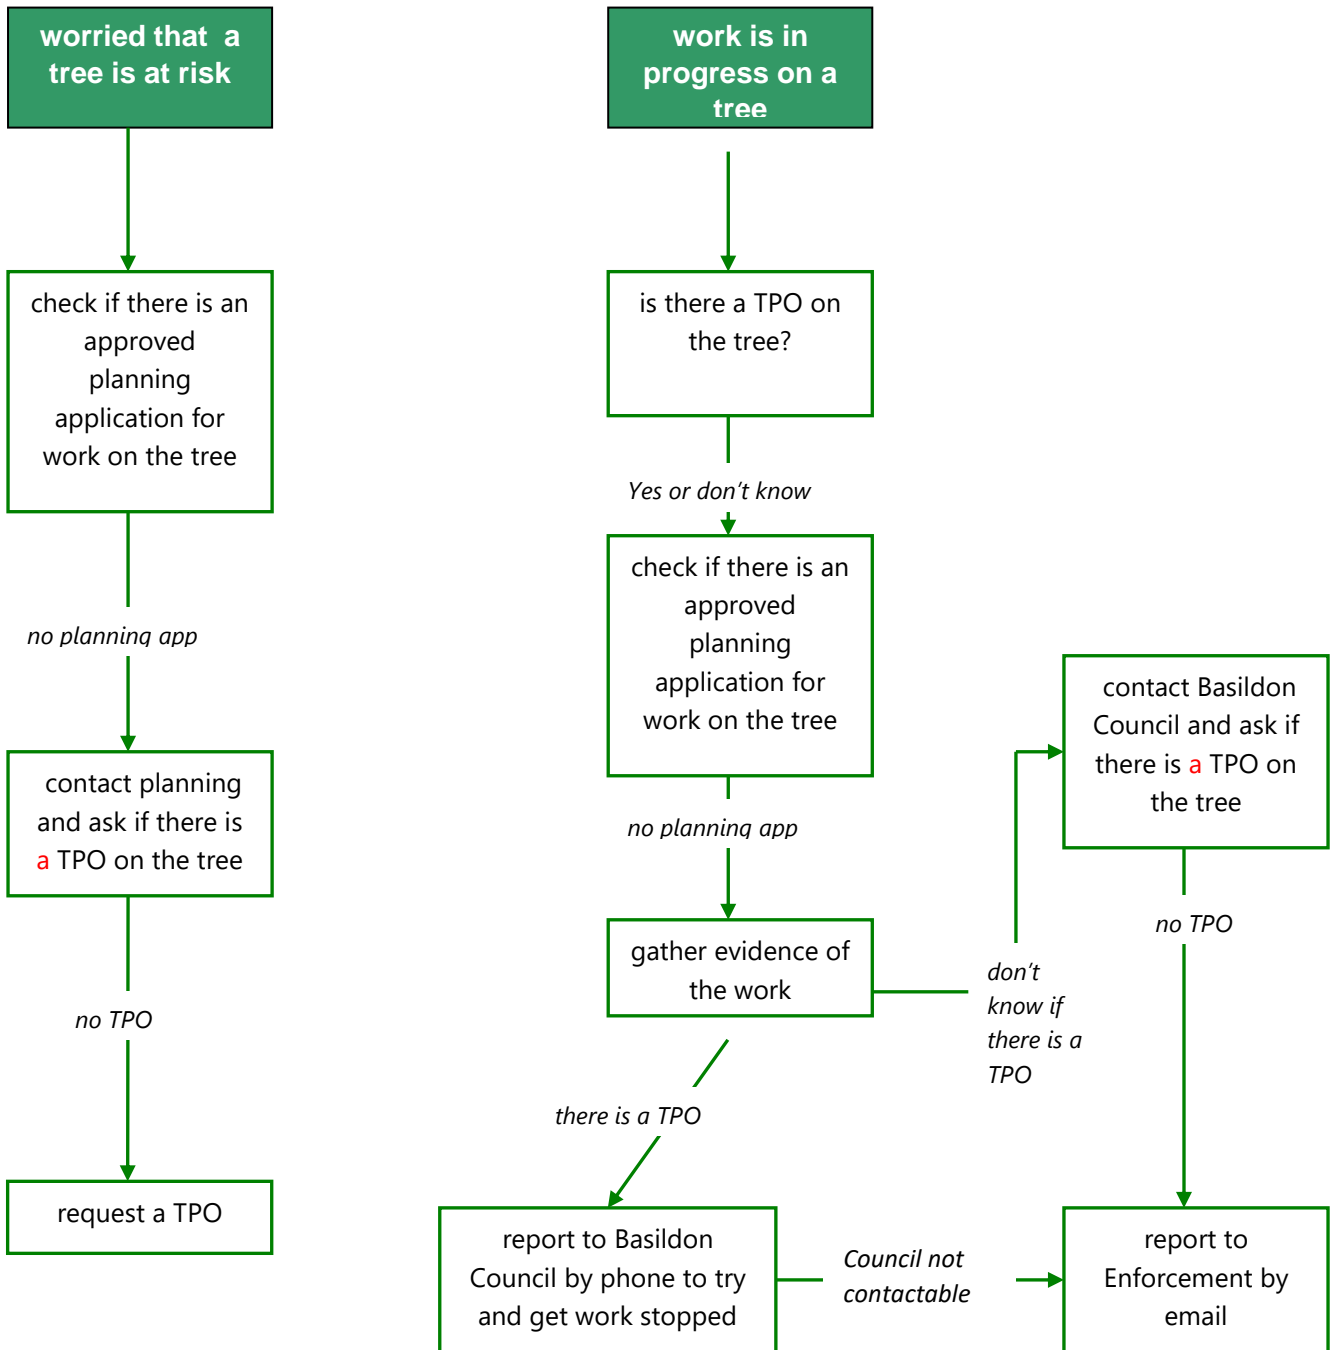 worried that a
tree is at risk
work is in
progress on a
tree
check if there is an
approved
planning
application for
work on the tree
is there a TPO on
the tree?
Yes or don't know
check if there is an
approved
planning
application for
work on the tree
no planning app
contact planning
and ask if there is
a TPO on the tree
no planning app
contact Basildon
Council and ask if
there is a TPO on
the tree
gather evidence of
the work
no TPO
don't
know if
there is a
TPO
no TPO
there is a TPO
request a TPO
report to Basildon
Council by phone to try
and get work stopped
Council not
contactable
report to
Enforcement by
email